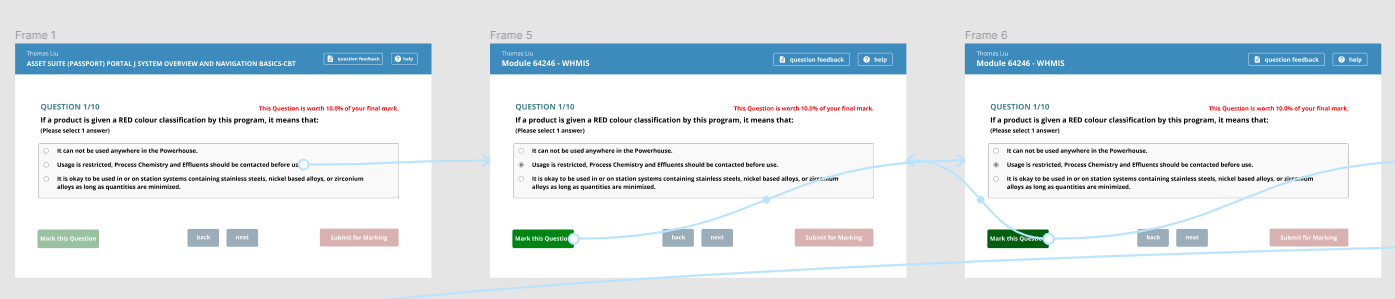 Frame 1
Thomas Liu
ASSET SUITE (PASSPORT) PORTAL J SYSTEM OVERVIEW AND NAVIGATION BASICS-CBT
question feedback
help
QUESTION 1/10
This Question is worth 10.0% of your final mark.
If a product is given a RED colour classification by this program, it means that:
(Please select 1 answer)
It can not be used anywhere in the Powerhouse.
Usage is restricted, Process Chemistry and Effluents should be contacted before
It is okay to be used in or on station systems containing stainless steels, nickel based alloys, or zirconium
alloys as long as quantities are minimized.
Mark this Question
back
next
Submit for Marking
Frame 5
Thomas Liu
Module 64246 - WHMIS
question feedback
help
QUESTION 1/10
This Question is worth 10.0% of your final mark.
If a product is given a RED colour classification by this program, it means that:
(Please select 1 answer)
It can not be used anywhere in the Powerhouse.
Usage is restricted, Process Chemistry and Effluents should be contacted before use.
It is okay to be used in or on station systems containing stainless steels, nickel based alloys, or zirconium
alloys as long as quantities are minimized.
Mark this Question
back
next
Submit for Marking
Frame 6
Thomas Liu
Module 64246 - WHMIS
question feedback
help
QUESTION 1/10
This Question is worth 10.0% of your final mark.
If a product is given a RED colour classification by this program, it means that:
(Please select 1 answer)
It can not be used anywhere in the Powerhouse.
Usage is restricted, Process Chemistry and Effluents should be contacted before use.
It is okay to be used in or on station systems containing stainless steels, nickel based alloys, or zirconium
alloys as long as quantities are minimized.
Mark this Question
back
next
Submit for Marking